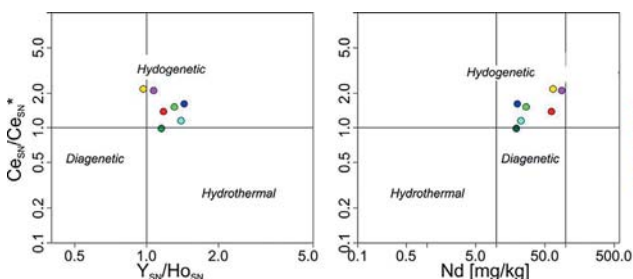 5.0
2.0
1.0
0.5
0.2
0.1
Ce_SN/Ce_SN*
Hydogenetic
Diagenetic
Hydrothermal
0.5
1.0
2.0
5.0
Y_SN/Ho_SN
5.0
2.0
1.0
0.5
0.2
0.1
Hydogenetic
Diagenetic
Hydrothermal
0.1
0.5
5.0
50.0
500.0
Nd [mg/kg]